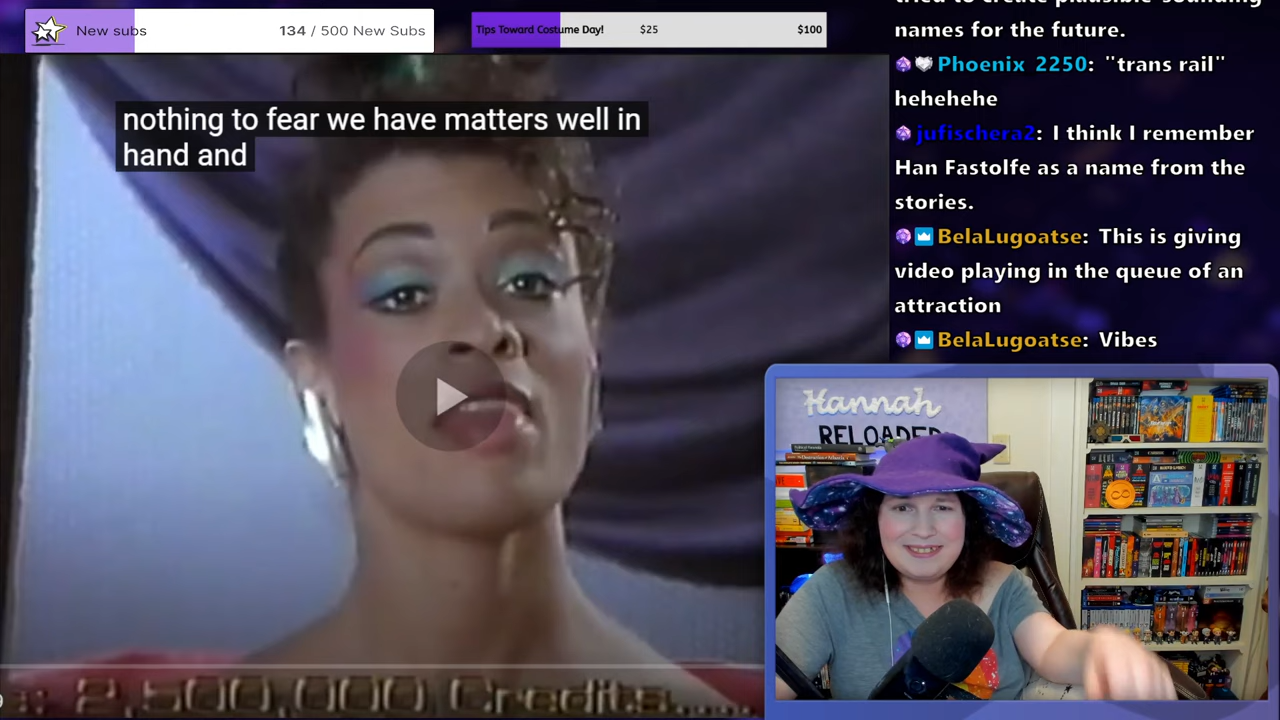 New subs
134 / 500 New Subs
Tips Toward Costume Day!
$25
$100
nothing to fear we have matters well in
hand and
2,500,000 Credits.....
names for the future.
Phoenix_2250: "trans rail"
hehehehe
jufischera2: I think I remember
Han Fastolfe as a name from the
stories.
BelaLugoatse: This is giving
video playing in the queue of an
attraction
BelaLugoatse: Vibes
Hannah
RELOADED